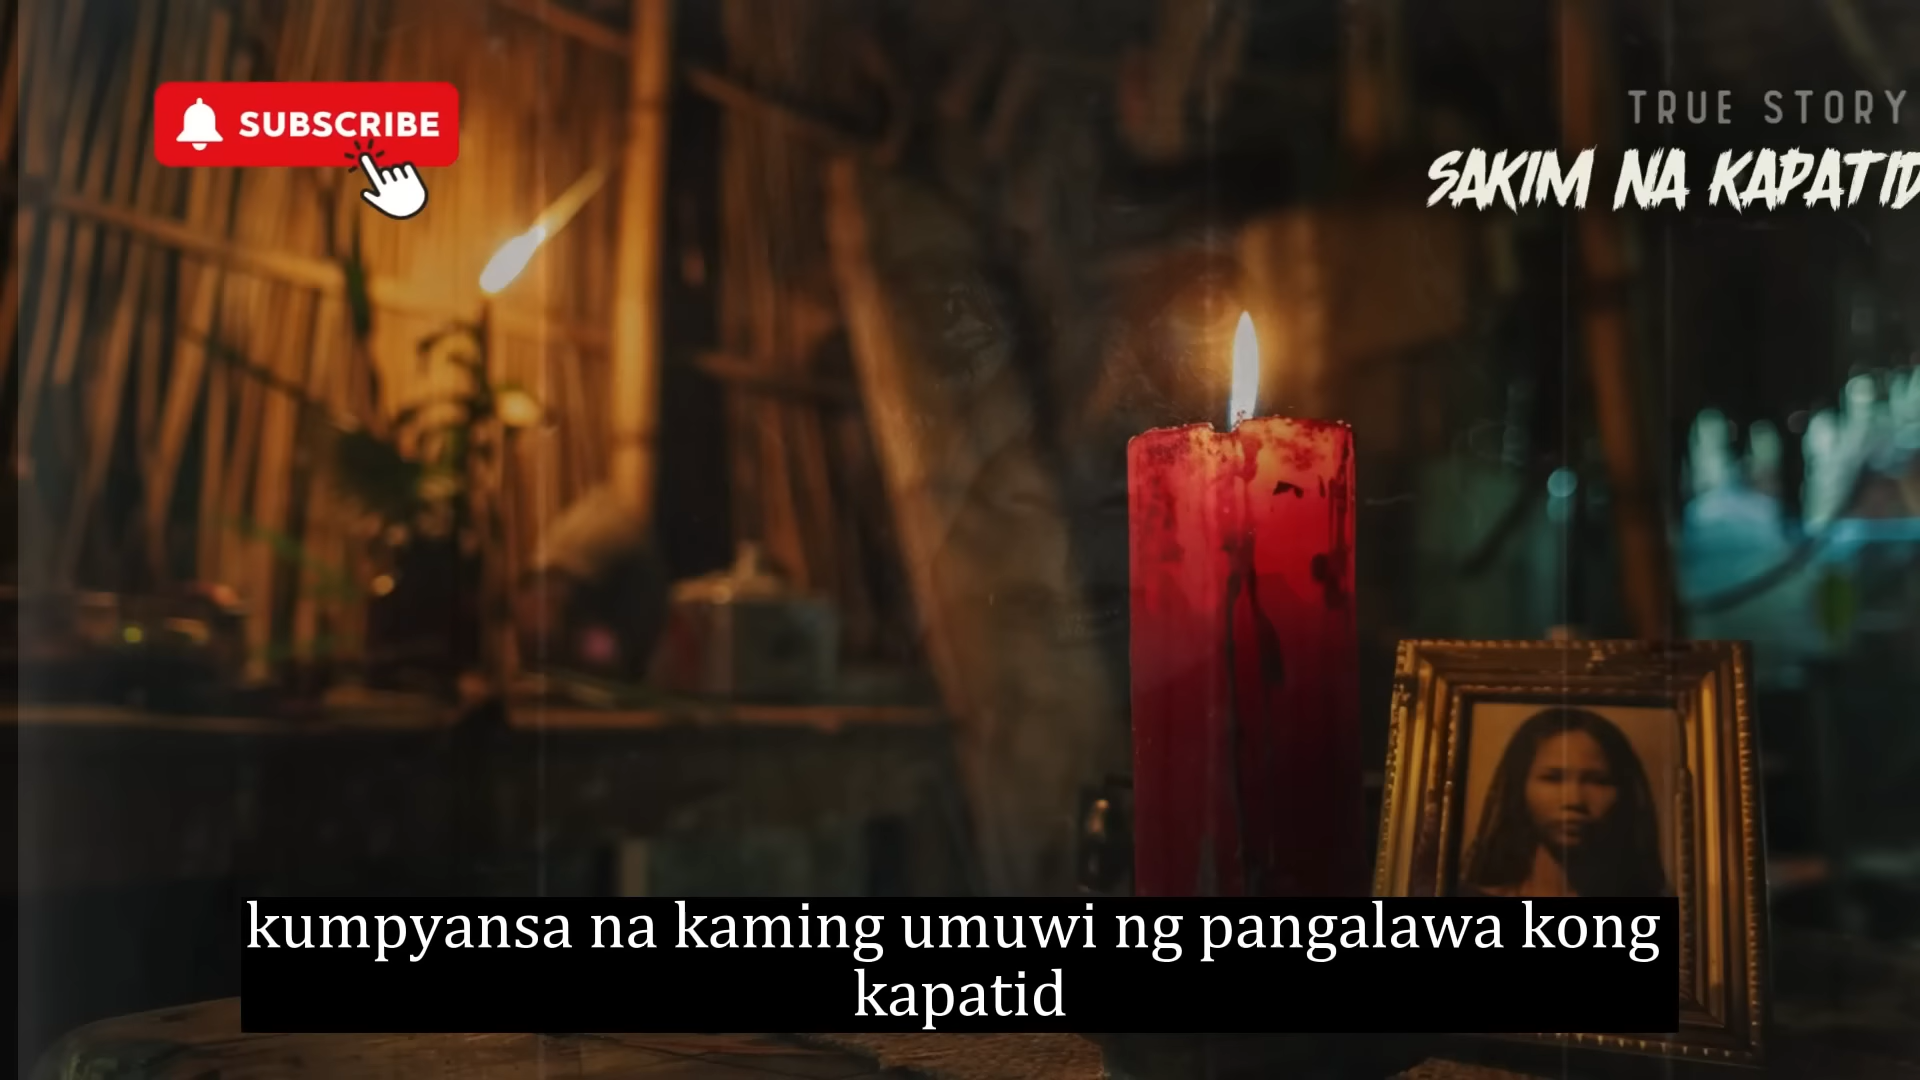 SUBSCRIBE
TRUE STORY
SAKIM NA KAPATID
kumpyansa na kaming umuwi ng pangalawa kong
kapatid